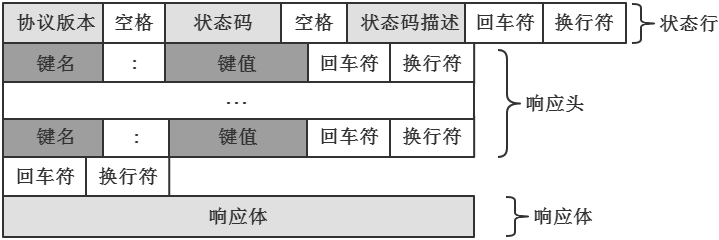 协议版本 空格 状态码 空格 状态码描述 回车符 换行符 状态行
键名 : 键值 回车符 换行符
... 响应头
键名 : 键值 回车符 换行符
回车符 换行符
响应体 响应体